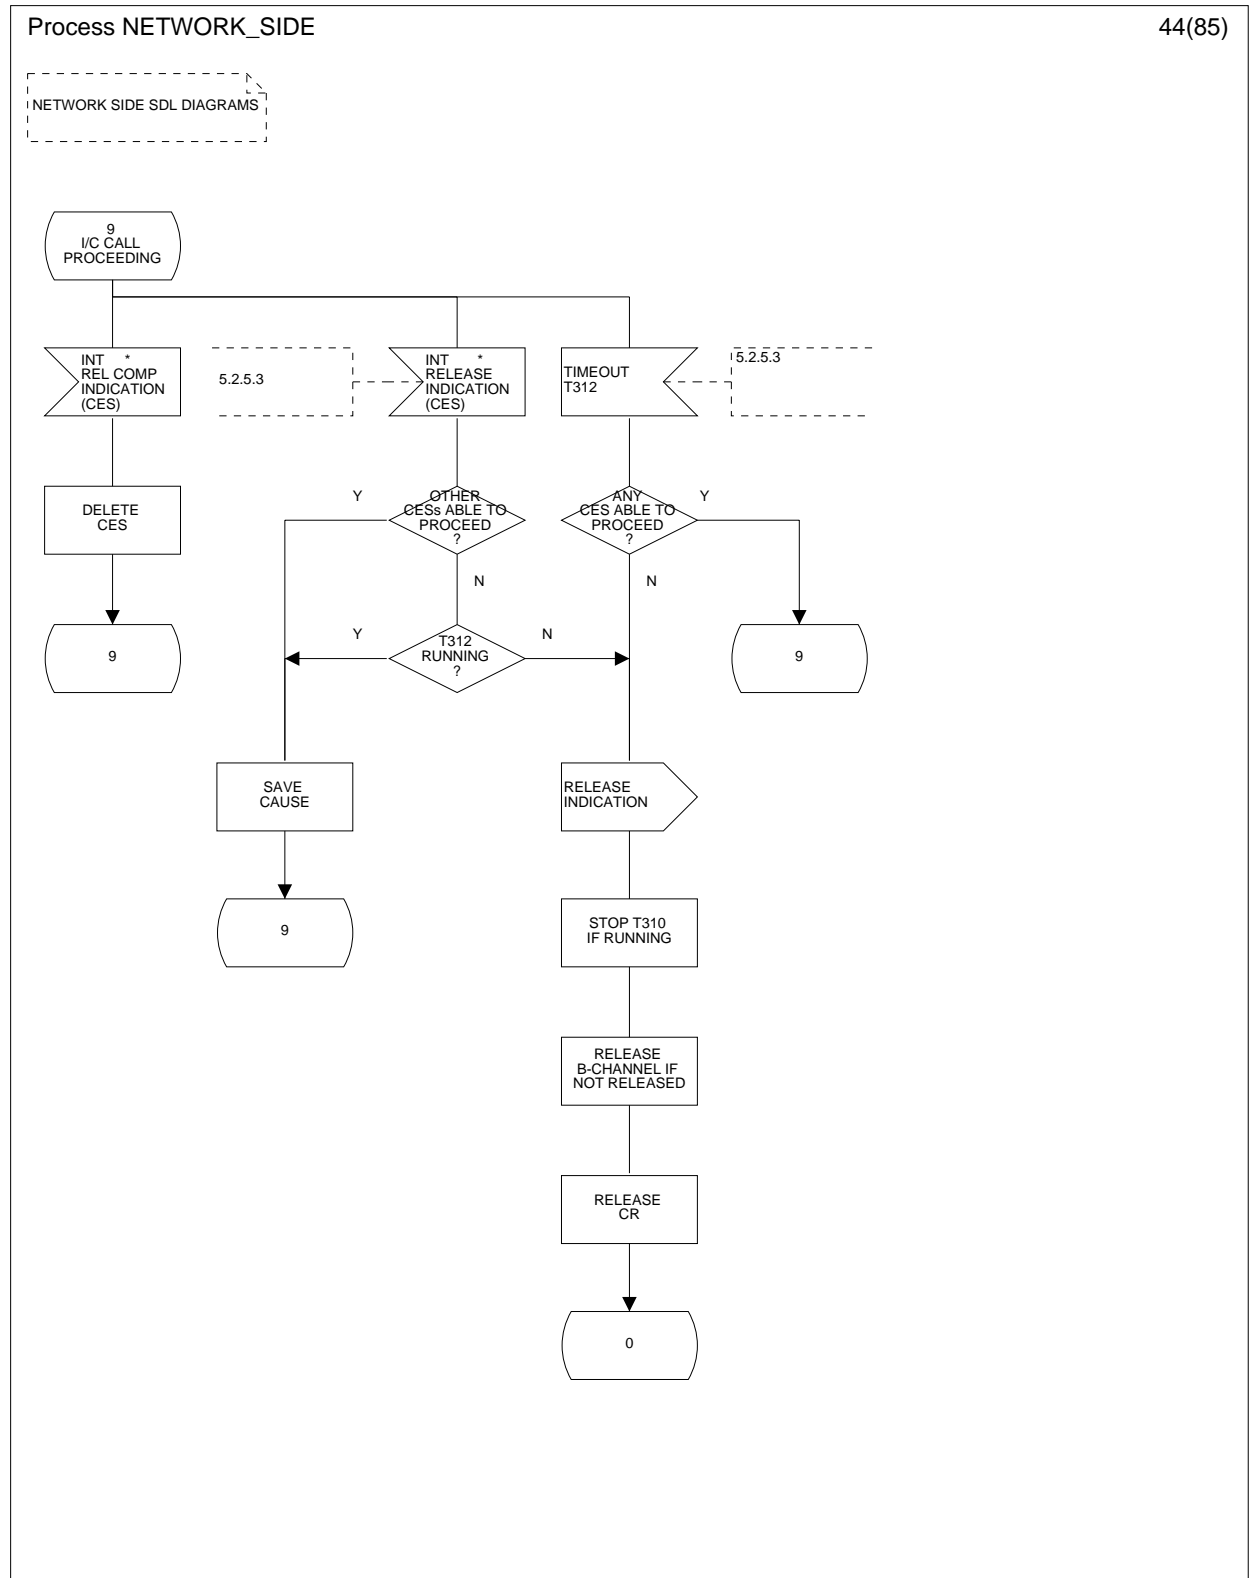 Process NETWORK_SIDE
44(85)
NETWORK SIDE SDL DIAGRAMS
9
I/C CALL
PROCEEDING
INT *
REL COMP
INDICATION
(CES)
5.2.5.3
INT *
RELEASE
INDICATION
(CES)
TIMEOUT
T312
5.2.5.3
DELETE
CES
Y
OTHER
CESs ABLE TO
PROCEED
?
N
ANY
CES ABLE TO
PROCEED
?
Y
N
9
Y
T312
RUNNING
?
N
9
SAVE
CAUSE
RELEASE
INDICATION
9
STOP T310
IF RUNNING
RELEASE
B-CHANNEL IF
NOT RELEASED
RELEASE
CR
0